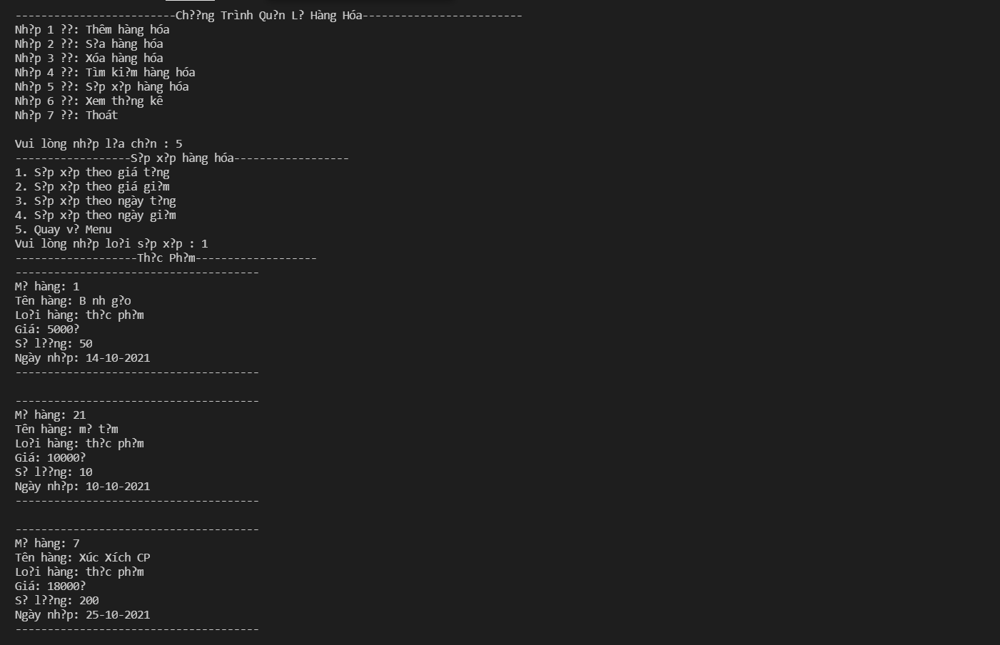 -------------------------Ch??ng Trình Qu?n L? Hàng Hóa-------------------------
Nh?p 1 ??: Thêm hàng hóa
Nh?p 2 ??: S?a hàng hóa
Nh?p 3 ??: Xóa hàng hóa
Nh?p 4 ??: Tìm ki?m hàng hóa
Nh?p 5 ??: S?p x?p hàng hóa
Nh?p 6 ??: Xem th?ng kê
Nh?p 7 ??: Thoát
Vui lòng nh?p l?a ch?n : 5
------------------S?p x?p hàng hóa------------------
1. S?p x?p theo giá t?ng
2. S?p x?p theo giá gi?m
3. S?p x?p theo ngày t?ng
4. S?p x?p theo ngày gi?m
5. Quay v? Menu
Vui lòng nh?p lo?i s?p x?p : 1
-------------------Th?c Ph?m-------------------
--------------------------------------
M? hàng: 1
Tên hàng: B nh g?o
Lo?i hàng: th?c ph?m
Giá: 5000?
S? l??ng: 50
Ngày nh?p: 14-10-2021
--------------------------------------
--------------------------------------
M? hàng: 21
Tên hàng: m? t?m
Lo?i hàng: th?c ph?m
Giá: 10000?
S? l??ng: 10
Ngày nh?p: 10-10-2021
--------------------------------------
--------------------------------------
M? hàng: 7
Tên hàng: Xúc Xích CP
Lo?i hàng: th?c ph?m
Giá: 18000?
S? l??ng: 200
Ngày nh?p: 25-10-2021
--------------------------------------